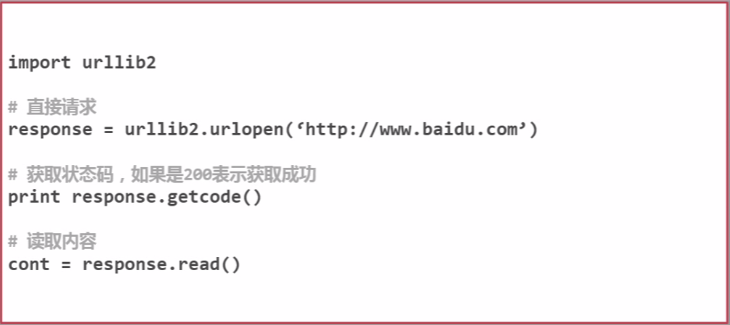 import urllib2
# 直接请求
response = urllib2.urlopen(‘http://www.baidu.com’)
# 获取状态码，如果是200表示获取成功
print response.getcode()
# 读取内容
cont = response.read()